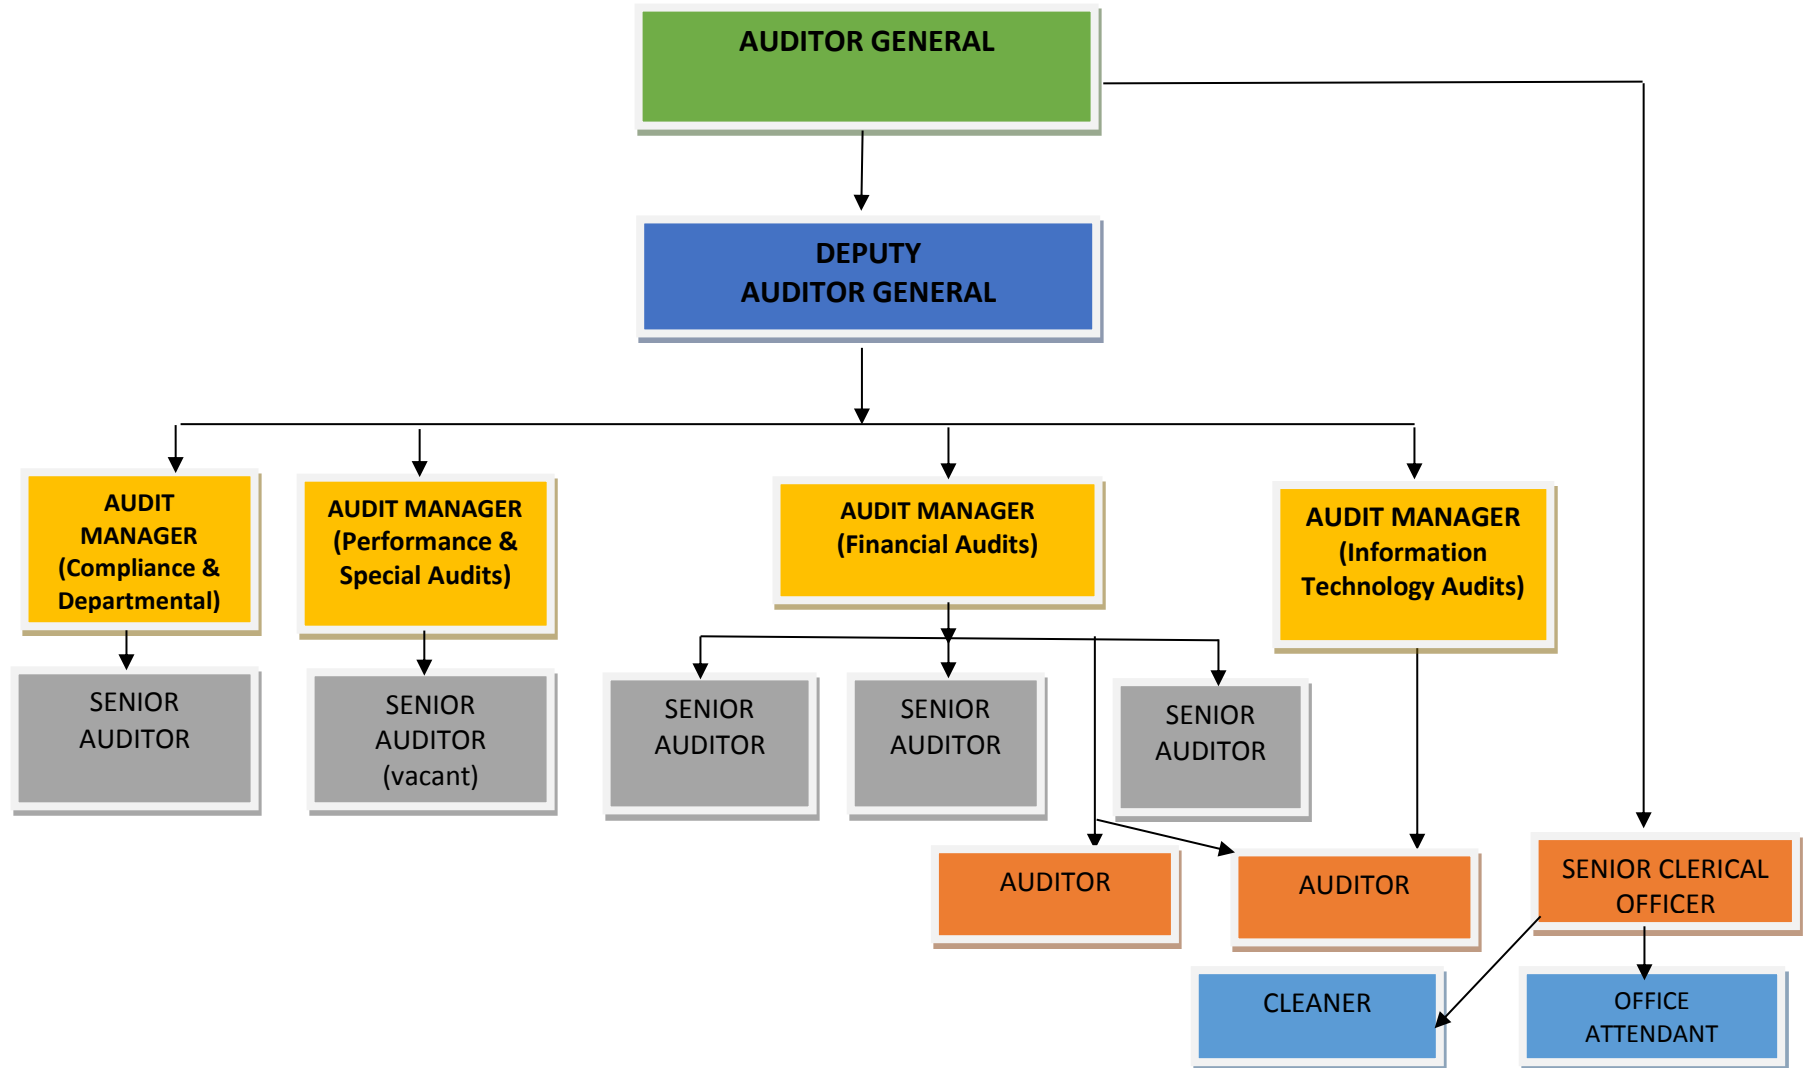 AUDITOR GENERAL
DEPUTY
AUDITOR GENERAL
AUDIT
MANAGER
(Compliance &
Departmental)
AUDIT MANAGER
(Performance &
Special Audits)
AUDIT MANAGER
(Financial Audits)
AUDIT MANAGER
(Information
Technology Audits)
SENIOR
AUDITOR
SENIOR
AUDITOR
(vacant)
SENIOR
AUDITOR
SENIOR
AUDITOR
SENIOR
AUDITOR
AUDITOR
AUDITOR
SENIOR CLERICAL
OFFICER
CLEANER
OFFICE
ATTENDANT